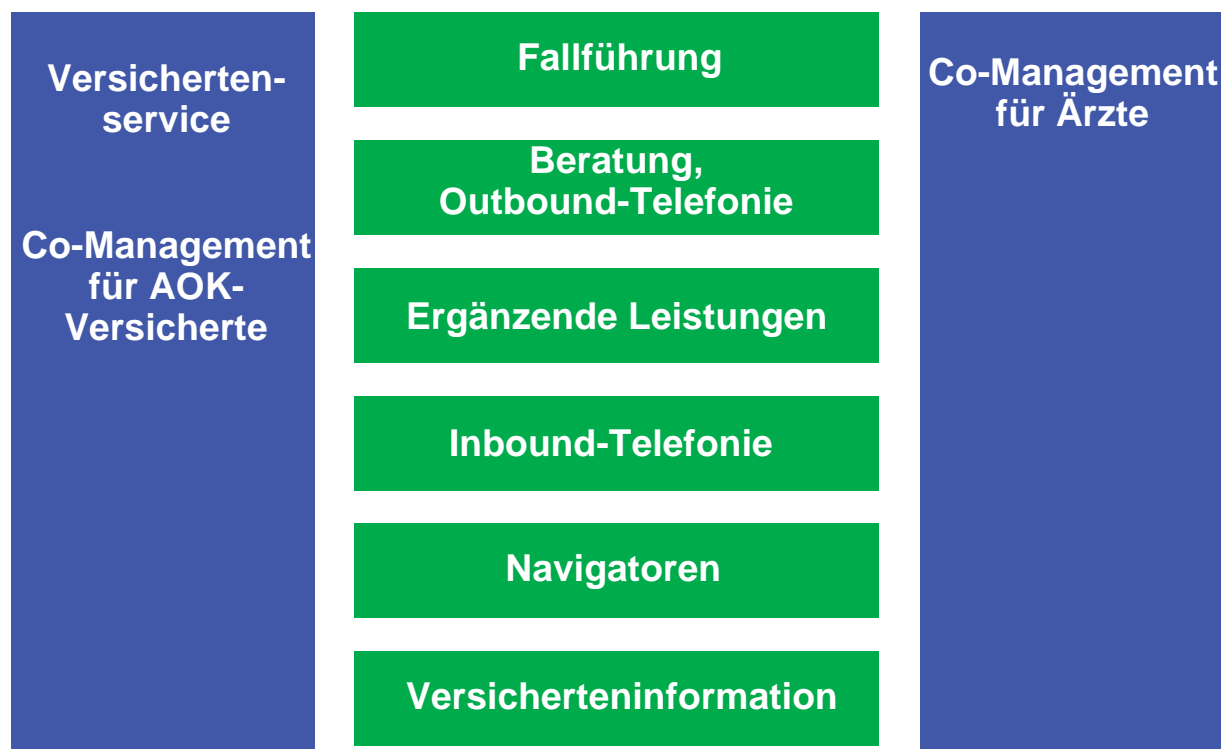 Versicherten-
service
Co-Management
für AOK-
Versicherte
Fallführung
Beratung,
Outbound-Telefonie
Ergänzende Leistungen
Inbound-Telefonie
Navigatoren
Versicherteninformation
Co-Management
für Ärzte